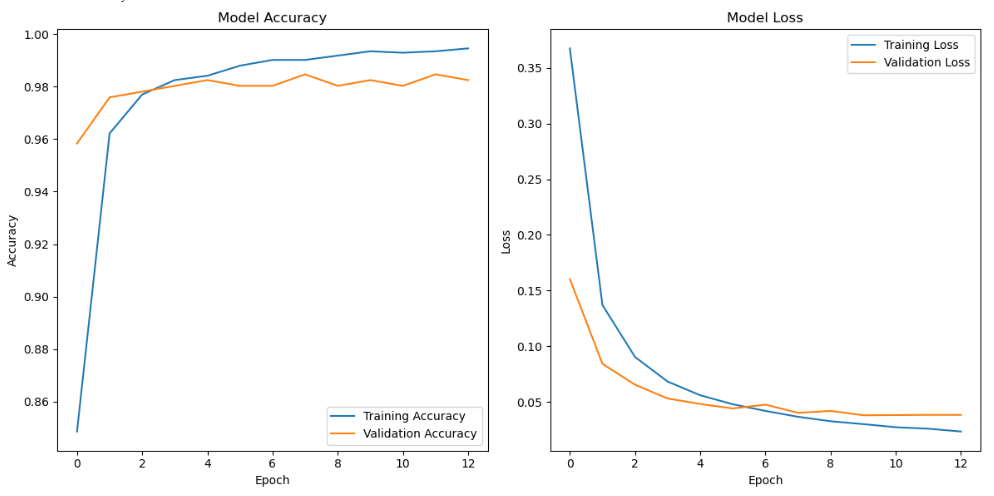 Model Accuracy
1.00
0.98
0.96
0.94
0.92
0.90
0.88
0.86
Accuracy
0 2 4 6 8 10 12
Epoch
Training Accuracy
Validation Accuracy
Model Loss
0.35
0.30
0.25
0.20
0.15
0.10
0.05
Loss
0 2 4 6 8 10 12
Epoch
Training Loss
Validation Loss